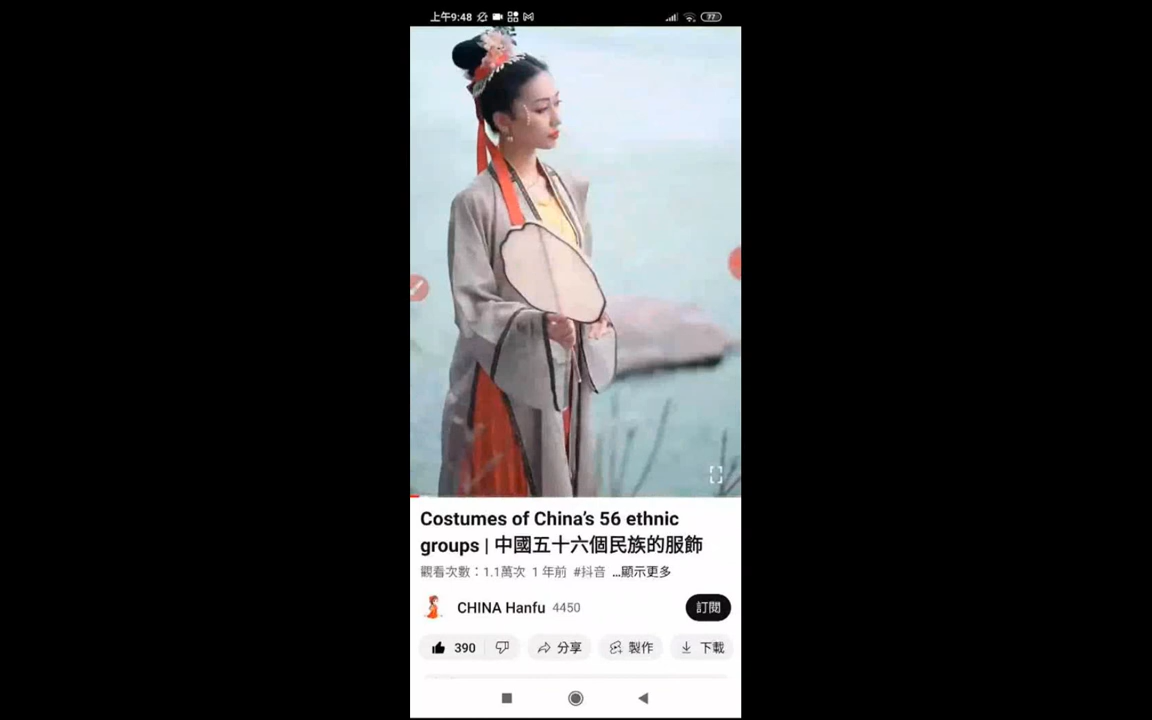 上午9:48
77
Costumes of China's 56 ethnic
groups | 中國五十六個民族的服飾
觀看次數：1.1萬次 1 年前 #抖音 ...顯示更多
CHINA Hanfu 4450
訂閱
390
分享
製作
下載